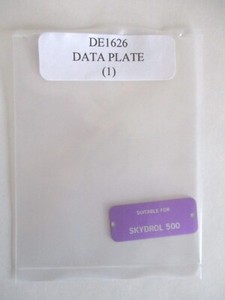 DE1626
DATA PLATE
(1)
SUITABLE FOR
SKYDROL 500